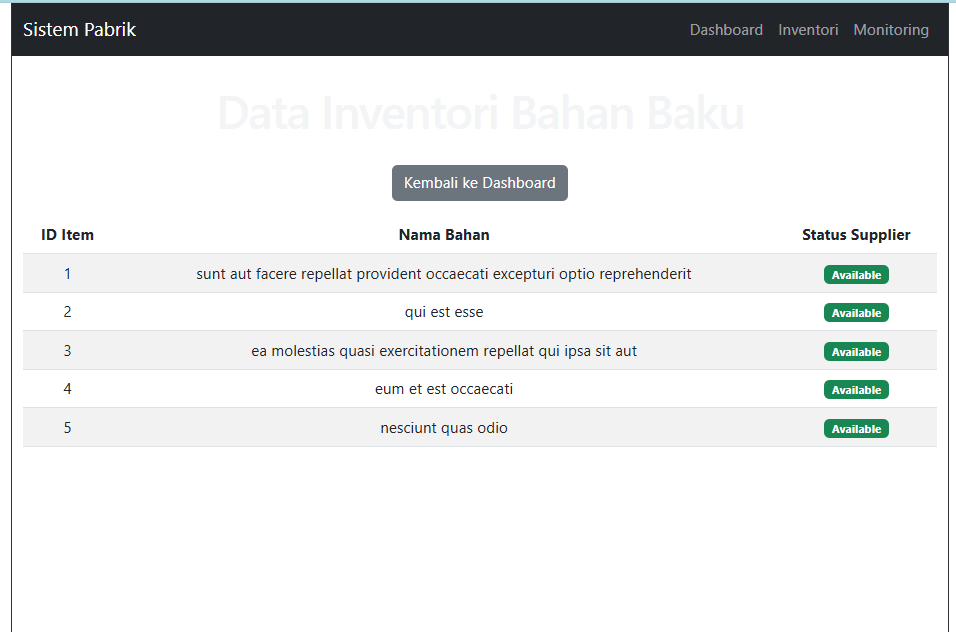 Sistem Pabrik Dashboard Inventori Monitoring
Data Inventori Bahan Baku
Kembali ke Dashboard
ID Item Nama Bahan Status Supplier
1 sunt aut facere repellat provident occaecati excepturi optio reprehenderit Available
2 qui est esse Available
3 ea molestias quasi exercitationem repellat qui ipsa sit aut Available
4 eum et est occaecati Available
5 nesciunt quas odio Available